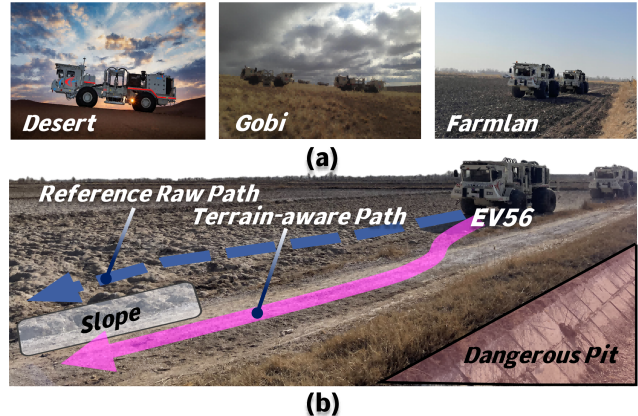 Desert
Gobi
Farmlan
(a)
Reference Raw Path
Terrain-aware Path
EV56
Slope
Dangerous Pit
(b)